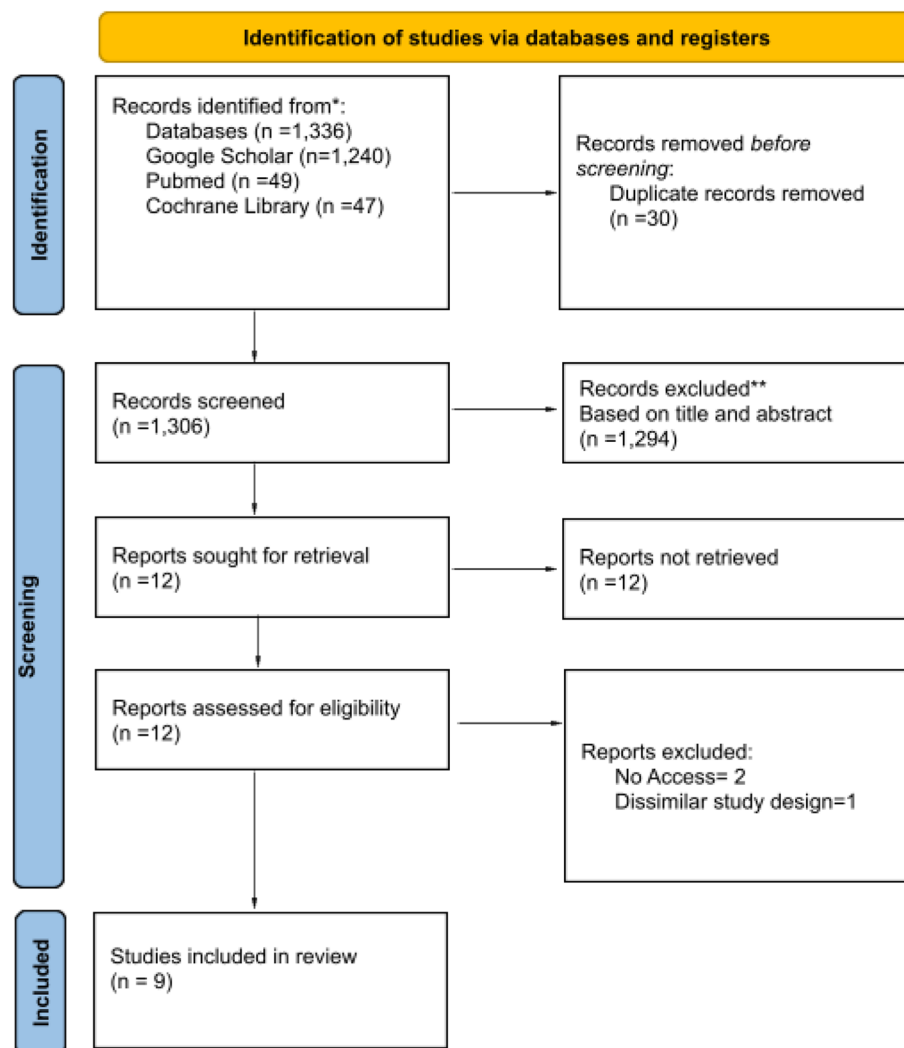 Identification of studies via databases and registers
Identification
Records identified from*:
Databases (n =1,336)
Google Scholar (n=1,240)
Pubmed (n =49)
Cochrane Library (n =47)
Records removed before
screening:
Duplicate records removed
(n =30)
Screening
Records screened
(n =1,306)
Records excluded**
Based on title and abstract
(n =1,294)
Reports sought for retrieval
(n =12)
Reports not retrieved
(n =12)
Reports assessed for eligibility
(n =12)
Reports excluded:
No Access= 2
Dissimilar study design=1
Included
Studies included in review
(n = 9)